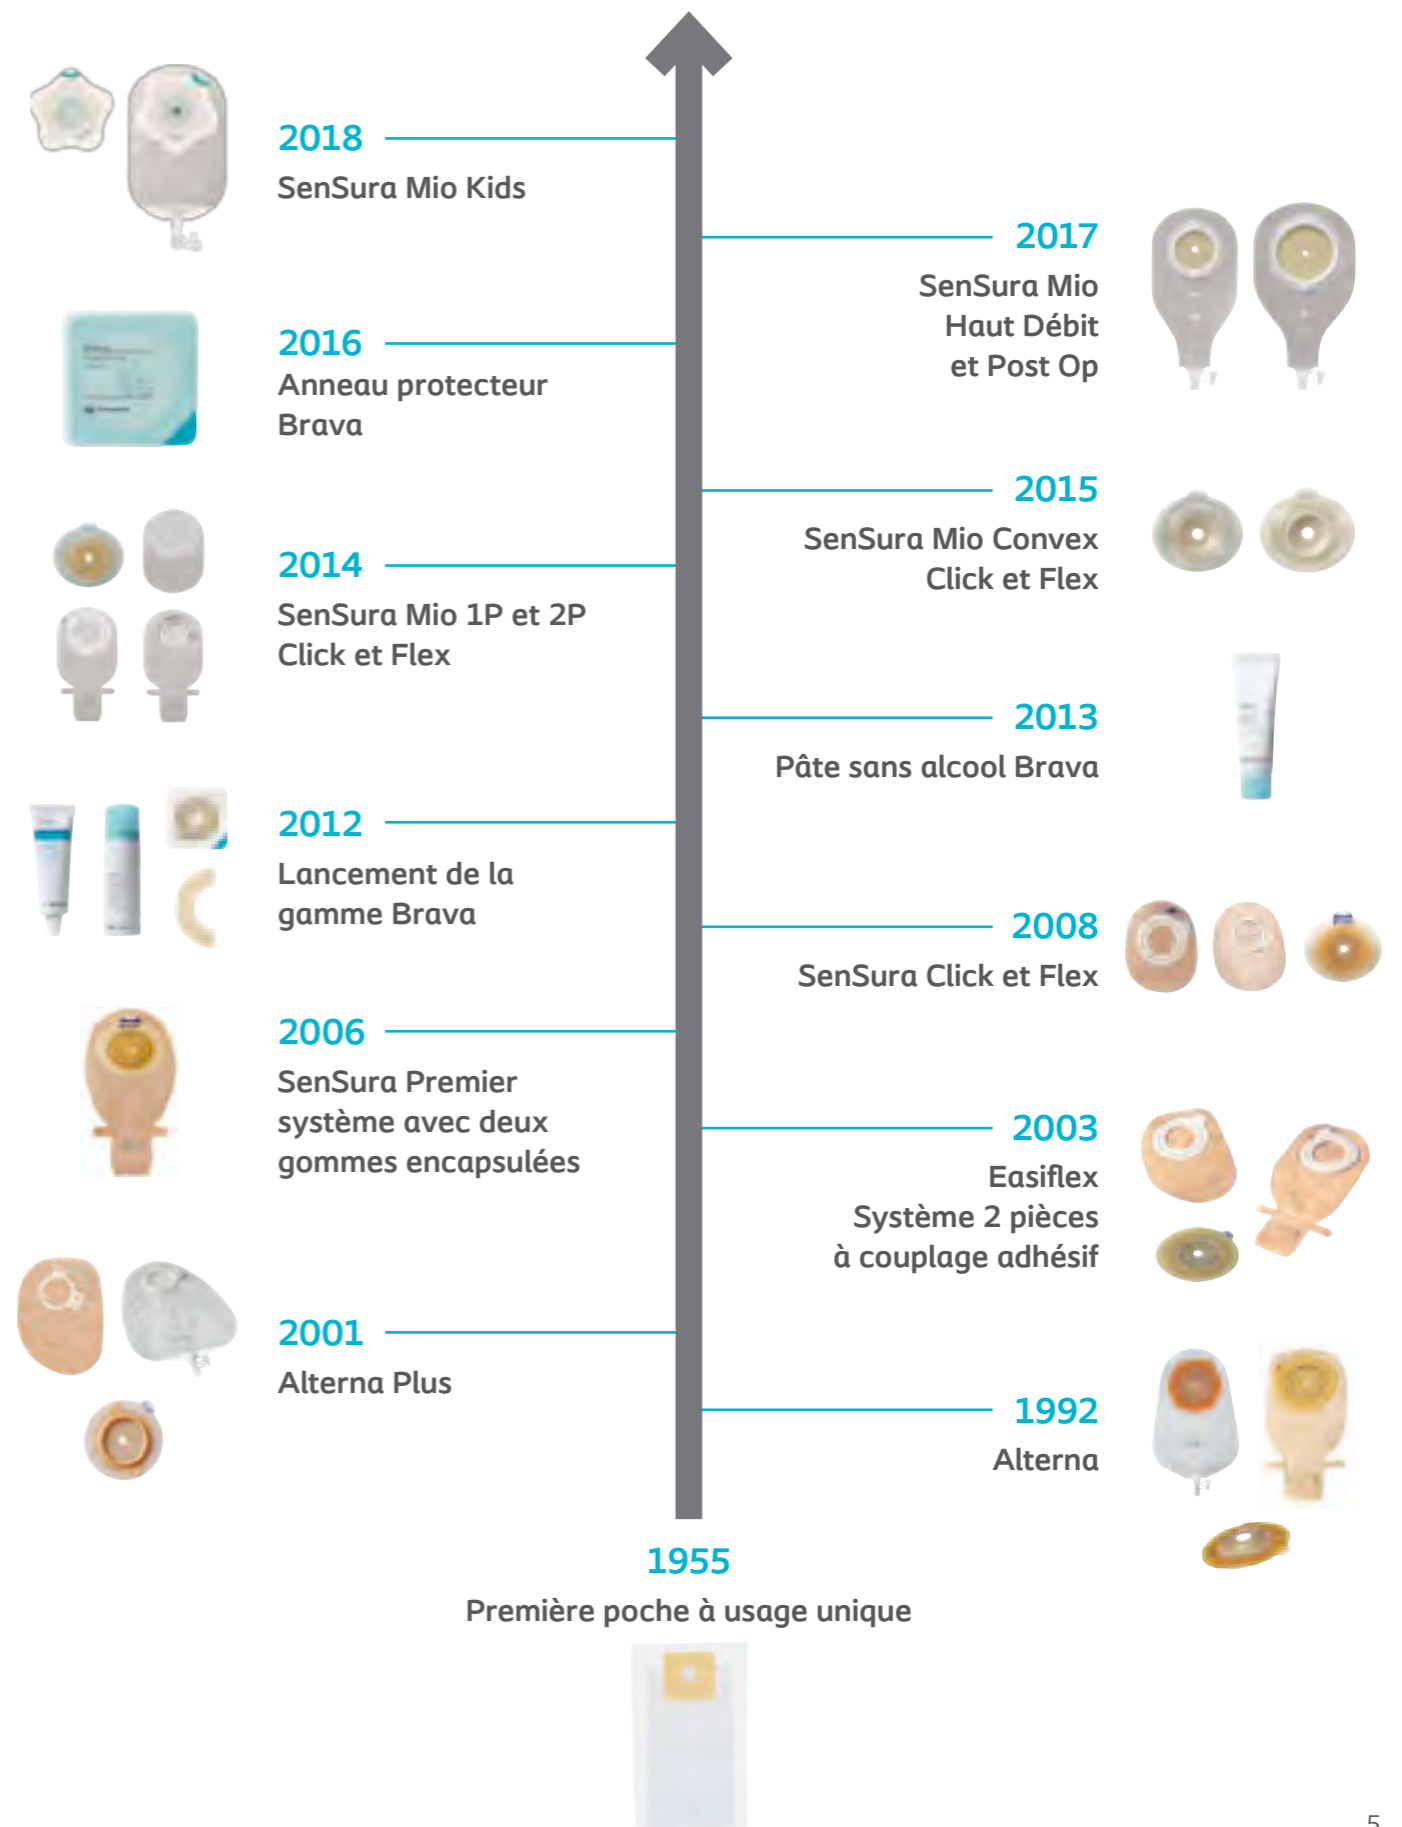 2018
SenSura Mio Kids
2017
SenSura Mio
Haut Débit
et Post Op
2016
Anneau protecteur
Brava
2015
SenSura Mio Convex
Click et Flex
2014
SenSura Mio 1P et 2P
Click et Flex
2013
Pâte sans alcool Brava
2012
Lancement de la
gamme Brava
2008
SenSura Click et Flex
2006
SenSura Premier
système avec deux
gommes encapsulées
2003
Easiflex
Système 2 pièces
à couplage adhésif
2001
Alterna Plus
1992
Alterna
1955
Première poche à usage unique
5